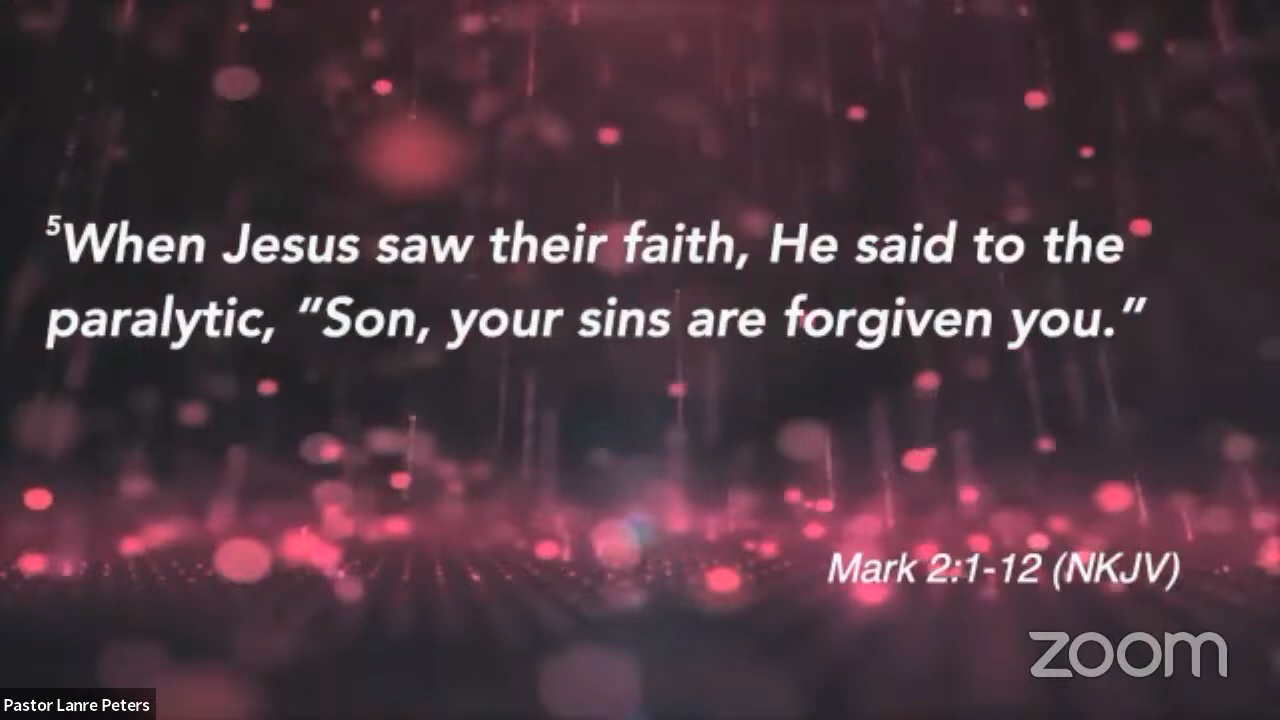 ⁵When Jesus saw their faith, He said to the
paralytic, “Son, your sins are forgiven you.”
Mark 2:1-12 (NKJV)
zoom
Pastor Lanre Peters